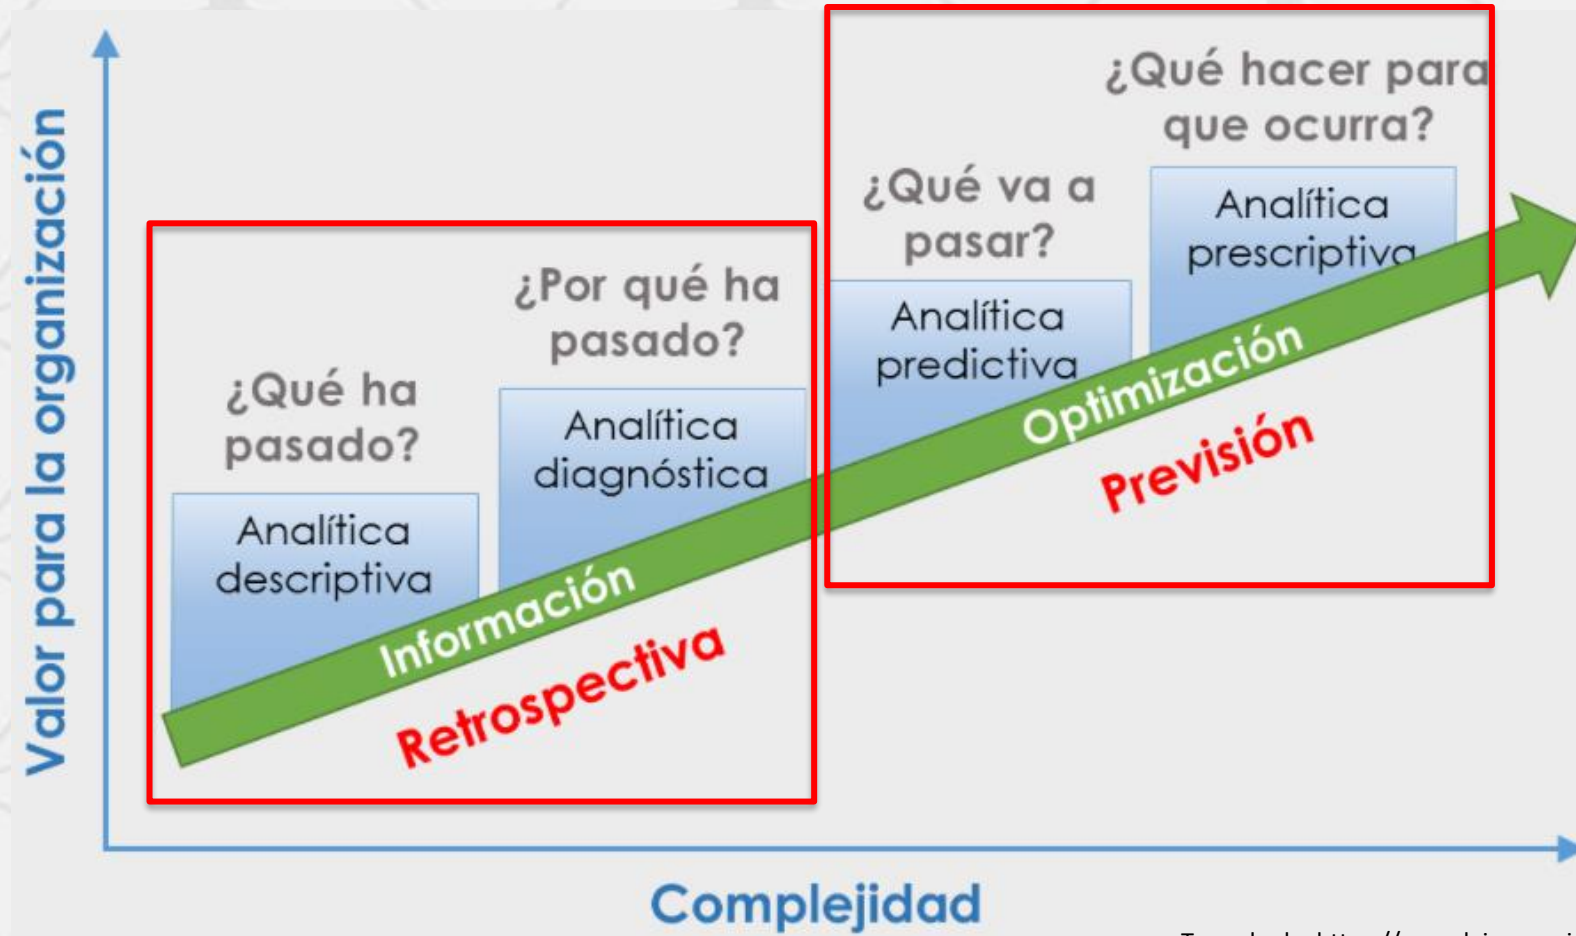 Valor para la organización
¿Qué ha
pasado?
Analítica
descriptiva
¿Por qué ha
pasado?
Analítica
diagnóstica
¿Qué va a
pasar?
Analítica
predictiva
¿Qué hacer para
que ocurra?
Analítica
prescriptiva
Información
Optimización
Retrospectiva
Previsión
Complejidad